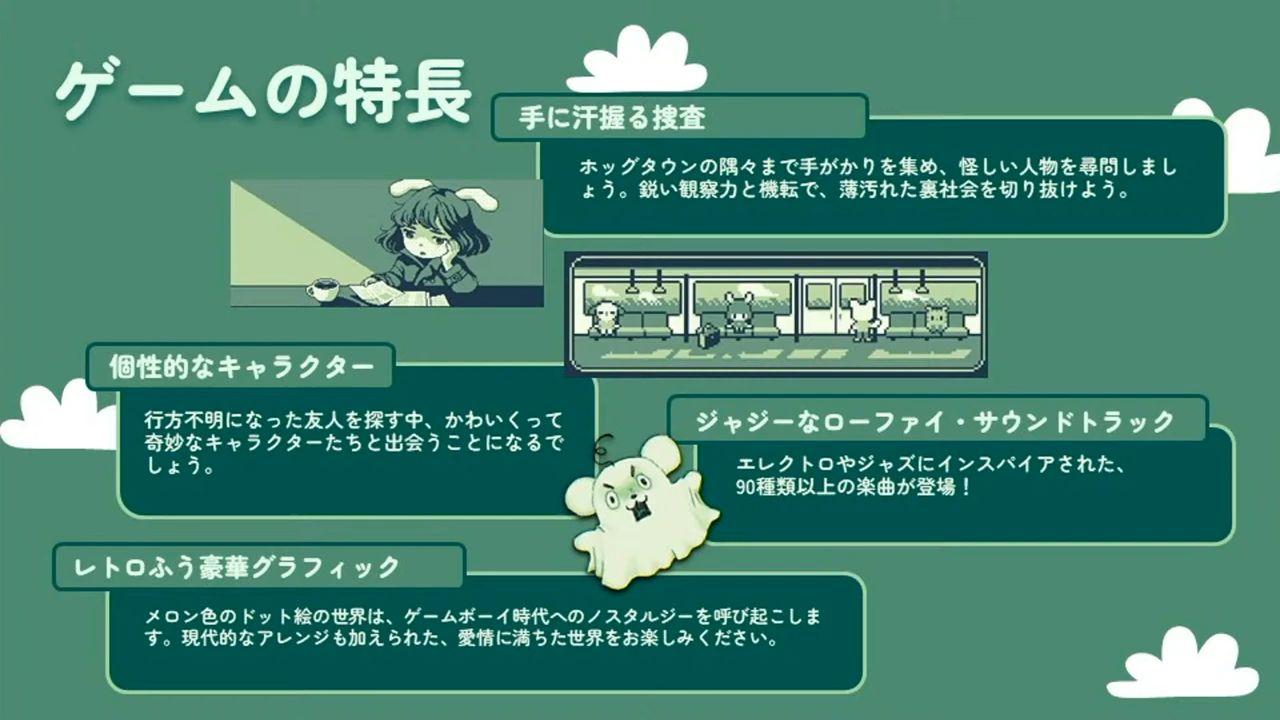 ゲームの特長
手に汗握る捜査
ホッグタウンの隅々まで手がかりを集め、怪しい人物を尋問しまし
ょう。鋭い観察力と機転で、薄汚れた裏社会を切り抜けよう。
個性的なキャラクター
行方不明になった友人を探す中、かわいくって
奇妙なキャラクターたちと出会うことになるで
しょう。
ジャジーなローファイ・サウンドトラック
エレクトロやジャズにインスパイアされた、
90種類以上の楽曲が登場！
レトロふう豪華グラフィック
メロン色のドット絵の世界は、ゲームボーイ時代へのノスタルジーを呼び起こしま
す。現代的なアレンジも加えられた、愛情に満ちた世界をお楽しみください。